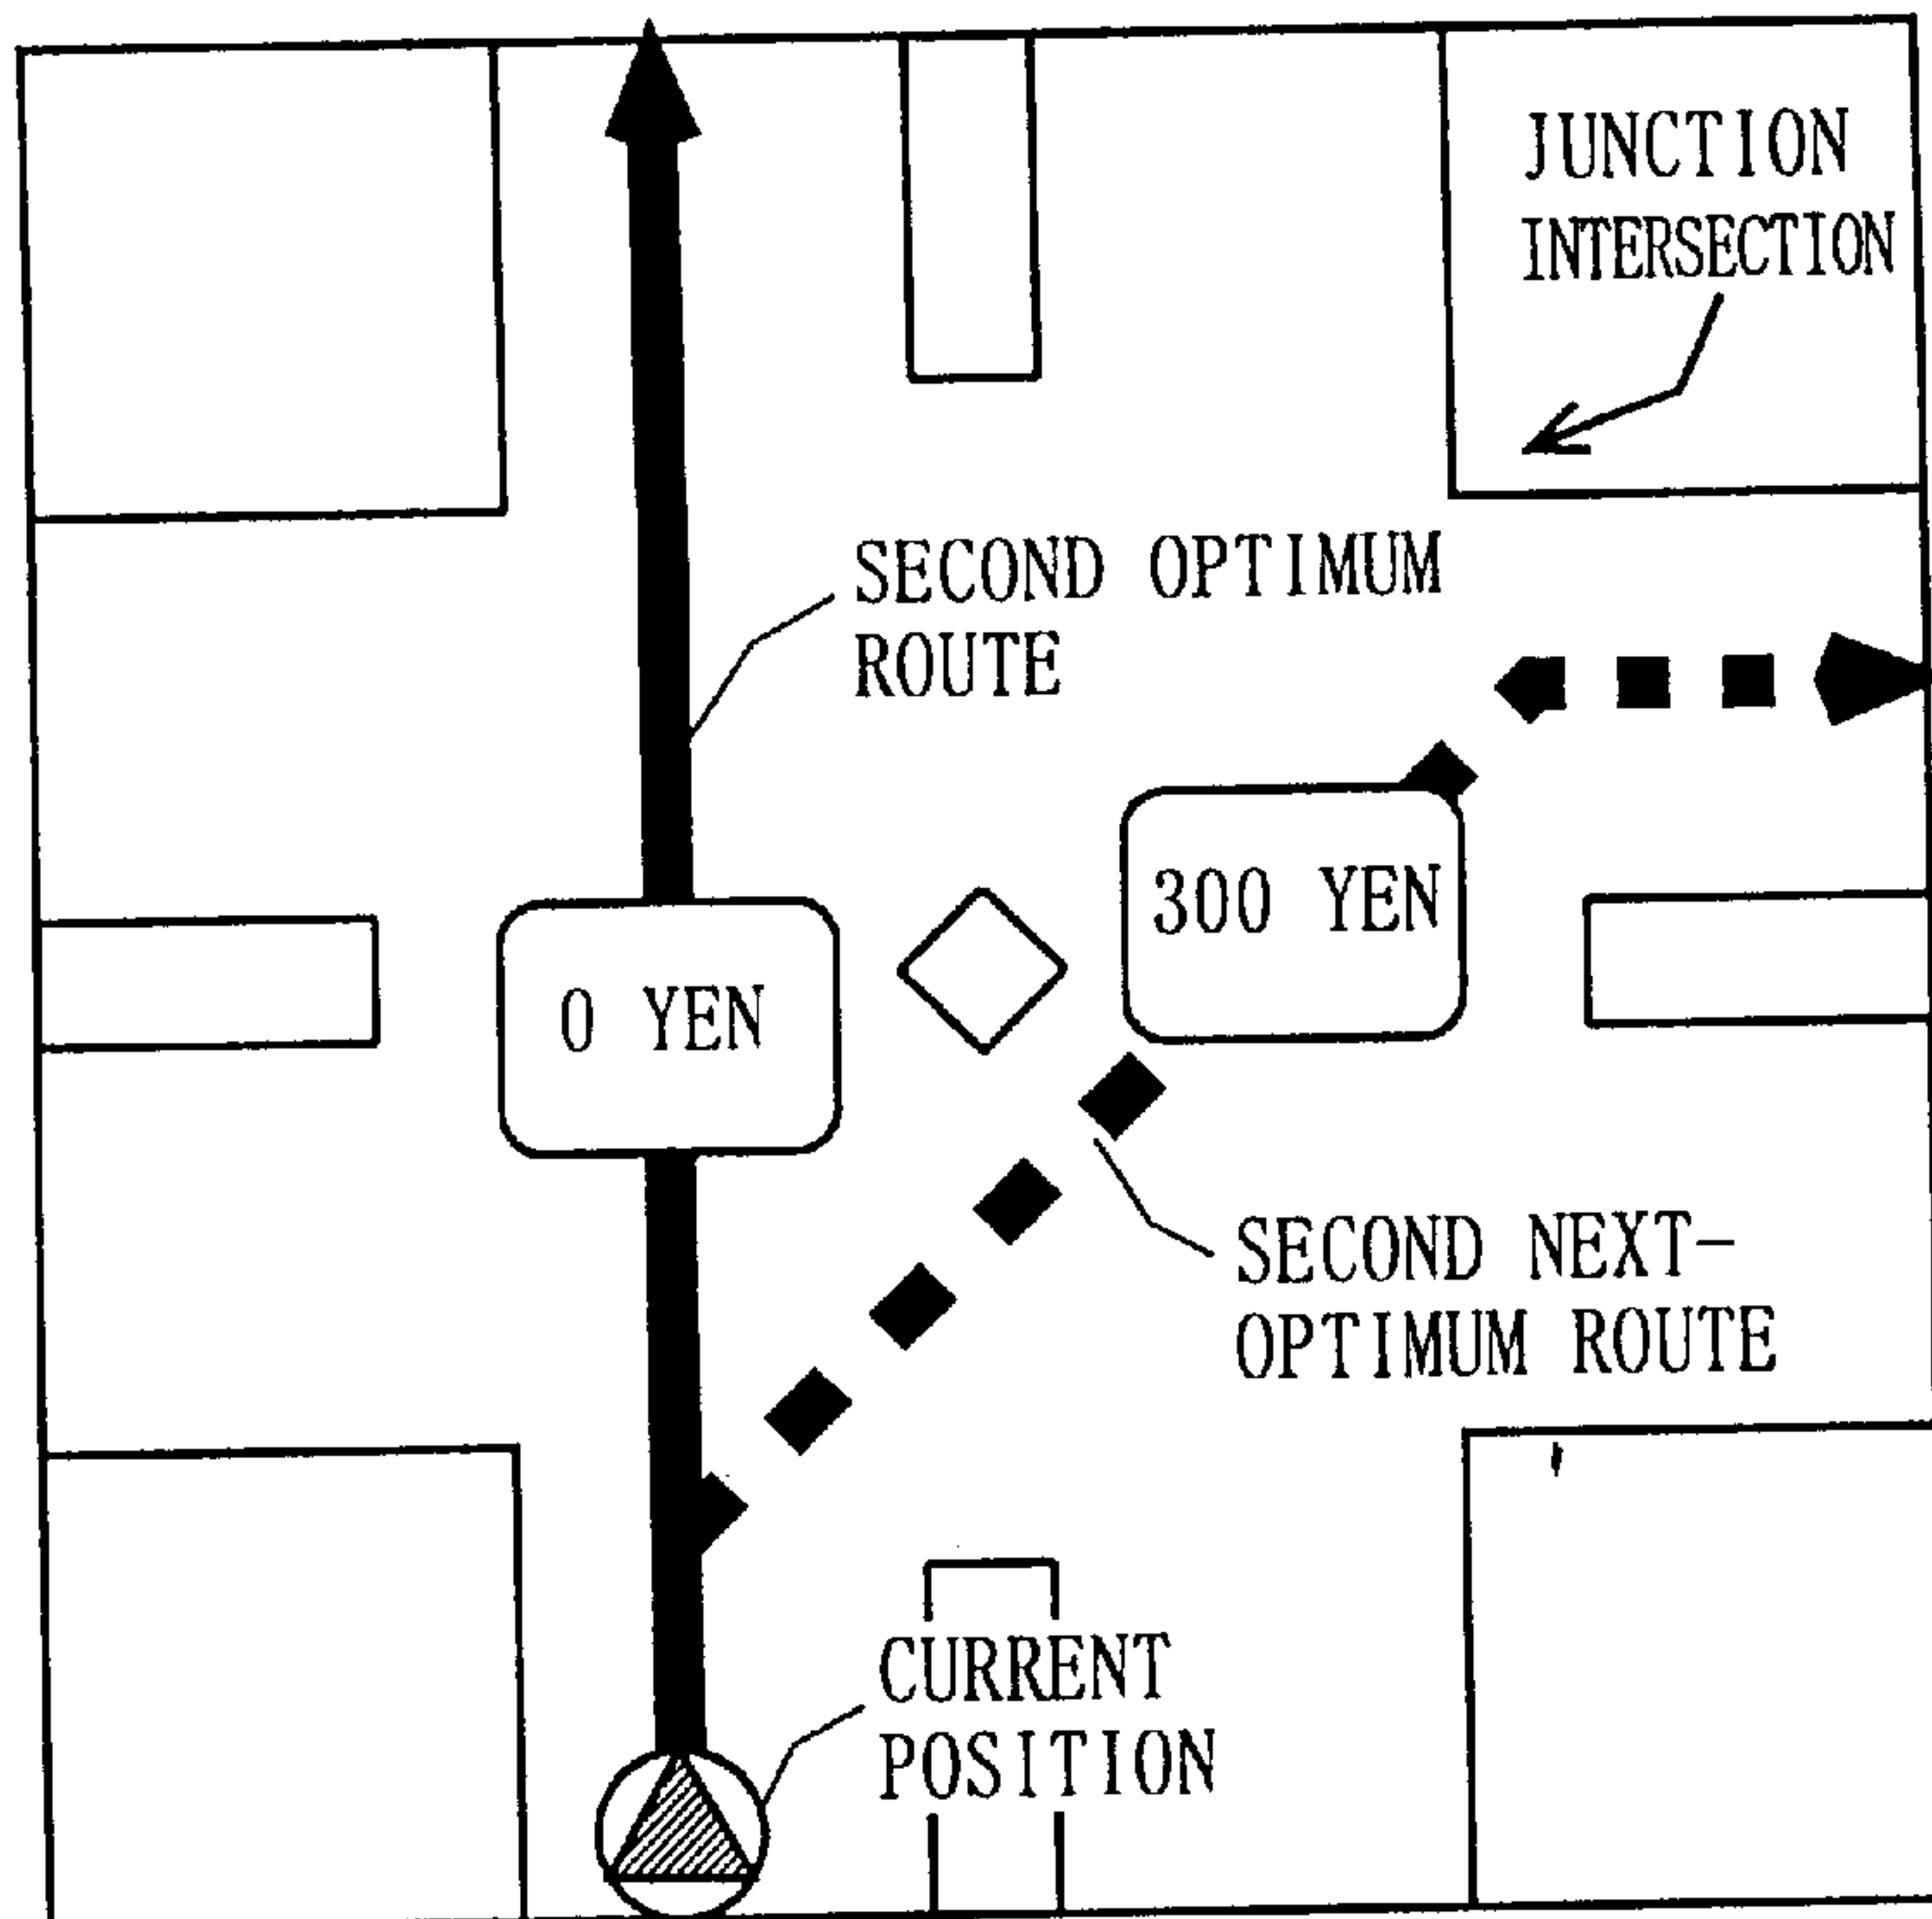 JUNCTION
INTERSECTION
SECOND OPTIMUM
ROUTE
300 YEN
0 YEN
SECOND NEXT-
OPTIMUM ROUTE
CURRENT
POSITION